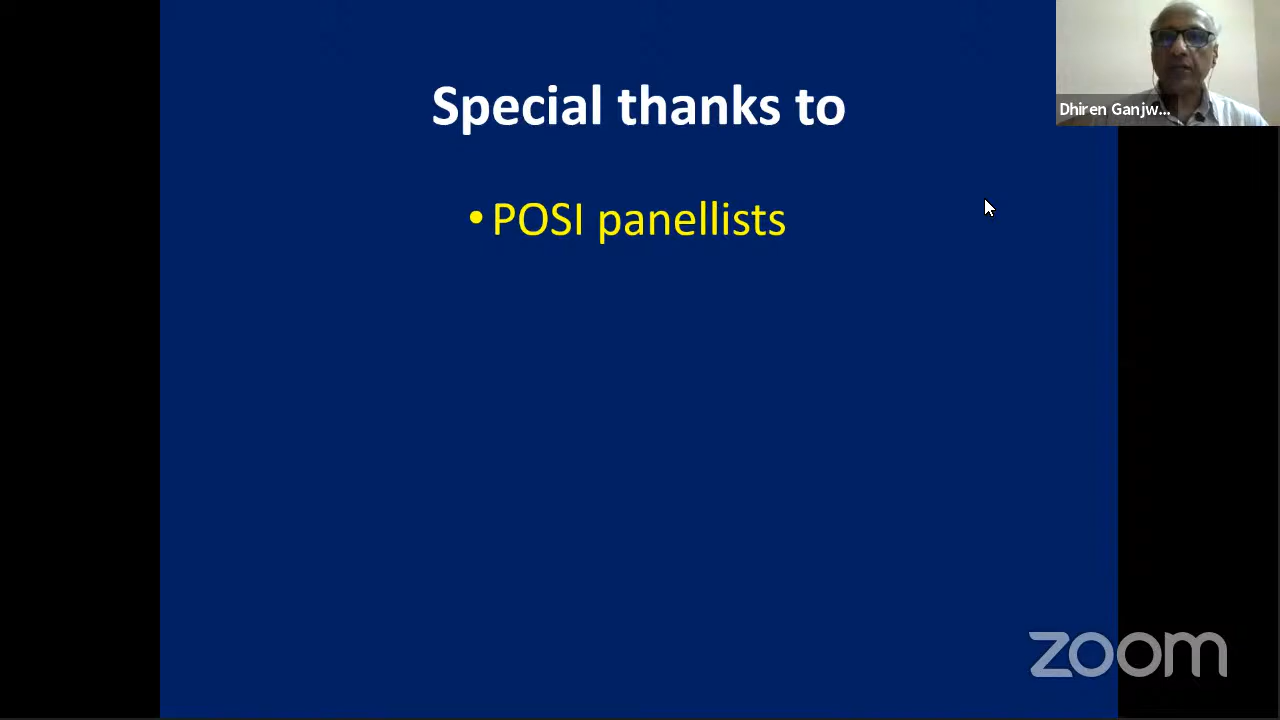 Special thanks to
• POSI panellists
Dhiren Ganjw...
zoom